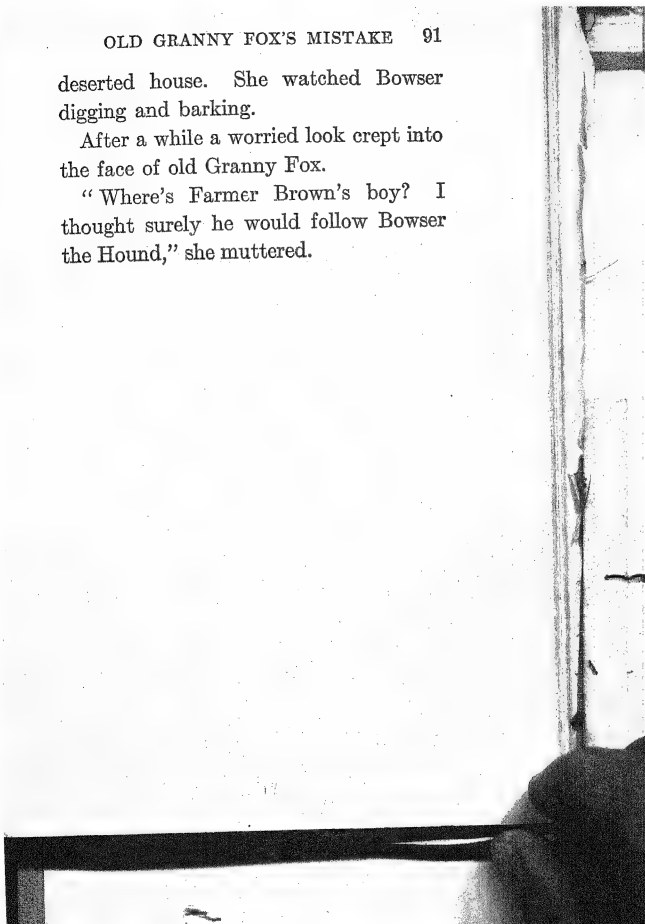 OLD GRANNY FOX'S MISTAKE 91
deserted house. She watched Bowser
digging and barking.
After a while a worried look crept into
the face of old Granny Fox.
“ Where's Farmer Brown's boy? I
thought surely he would follow Bowser
the Hound,” she muttered.